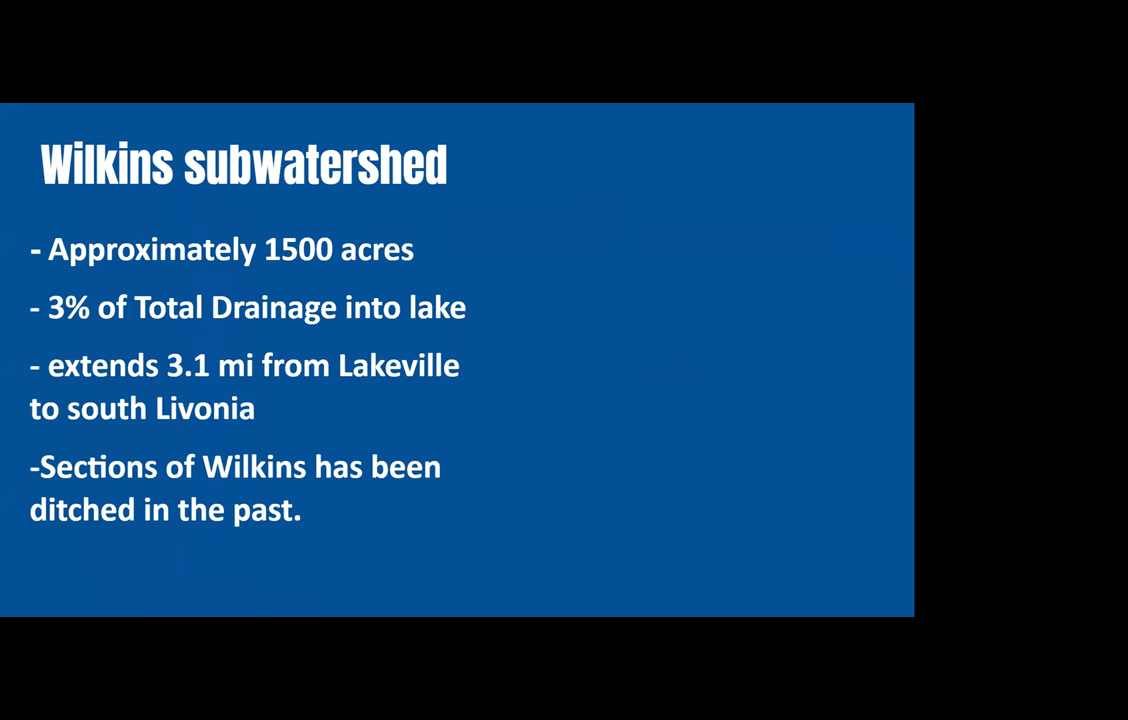 Wilkins subwatershed
- Approximately 1500 acres
- 3% of Total Drainage into lake
- extends 3.1 mi from Lakeville
to south Livonia
-Sections of Wilkins has been
ditched in the past.